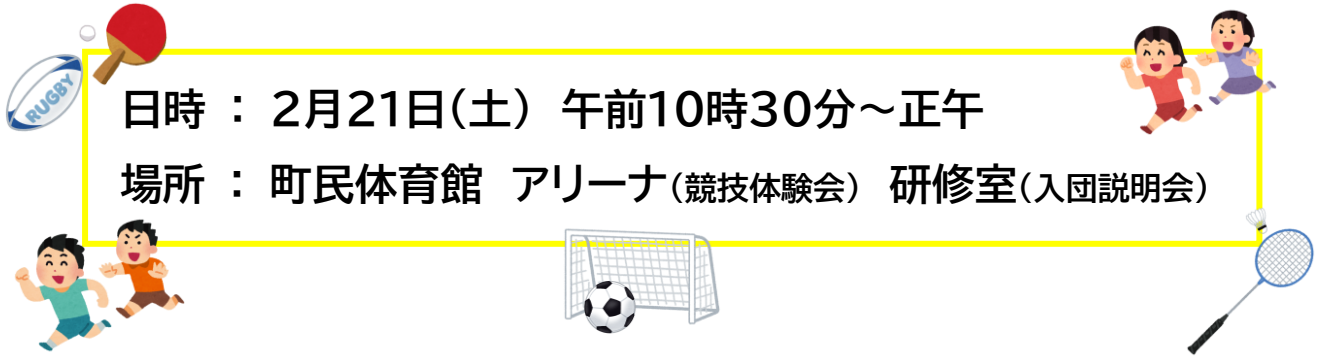 RUGBY
日時 : 2月21日(土) 午前10時30分~正午
場所 : 町民体育館 アリーナ(競技体験会) 研修室(入団説明会)